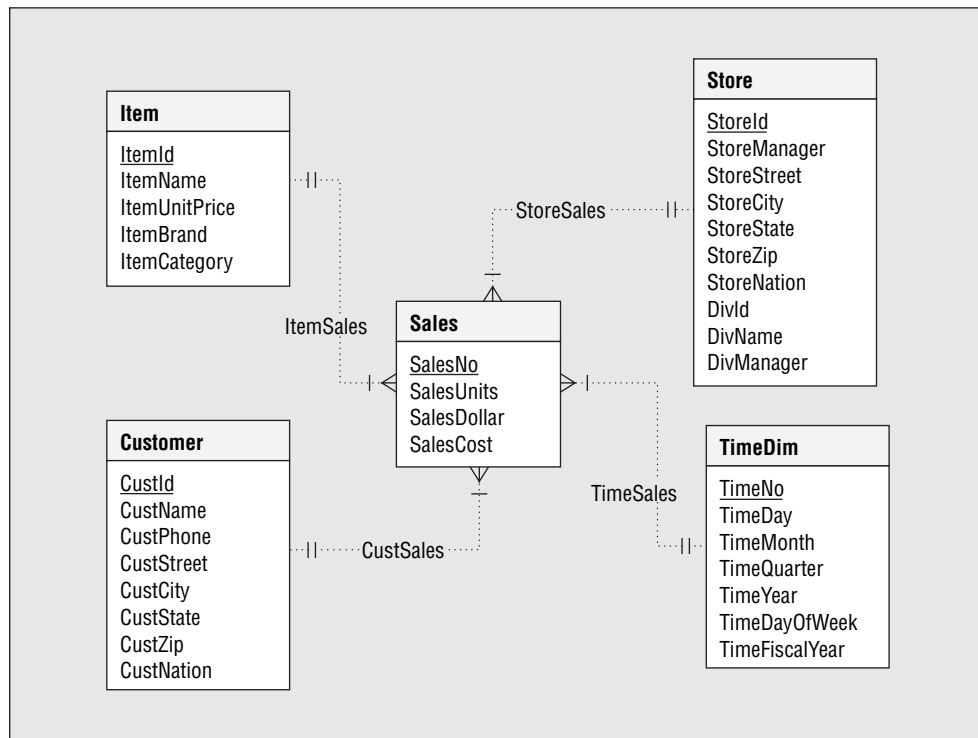 Item
ItemId
ItemName
ItemUnitPrice
ItemBrand
ItemCategory
Store
StoreId
StoreManager
StoreStreet
StoreCity
StoreState
StoreZip
StoreNation
DivId
DivName
DivManager
StoreSales
ItemSales
Sales
SalesNo
SalesUnits
SalesDollar
SalesCost
Customer
CustId
CustName
CustPhone
CustStreet
CustCity
CustState
CustZip
CustNation
CustSales
TimeSales
TimeDim
TimeNo
TimeDay
TimeMonth
TimeQuarter
TimeYear
TimeDayOfWeek
TimeFiscalYear